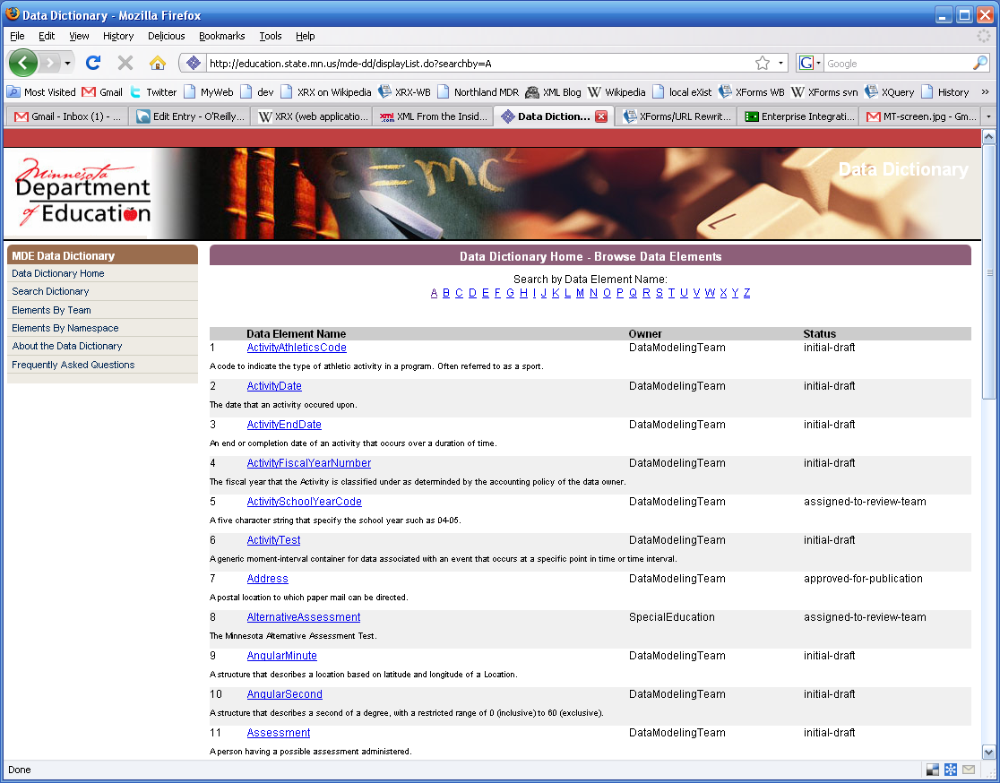 Data Dictionary - Mozilla Firefox
File Edit View History Delicious Bookmarks Tools Help
http://education.state.mn.us/mde-dd/displayList.do?searchby=A
G Google
Most Visited Gmail Twitter MyWeb dev XRX on Wikipedia XRX-WB Northland MDR XML Blog Wikipedia local eXist XForms WB XForms svn XQuery History »
Gmail - Inbox (1) - ... Edit Entry - O'Reilly... XRX (web applicatio... XML From the Insid... Data Diction... XForms/URL Rewrit... Enterprise Integrati... MT-screen.jpg - Gm...
Minnesota
Department
of Education
E = mc²
Data Dictionary
MDE Data Dictionary
Data Dictionary Home
Search Dictionary
Elements By Team
Elements By Namespace
About the Data Dictionary
Frequently Asked Questions
Data Dictionary Home - Browse Data Elements
Search by Data Element Name:
A B C D E F G H I J K L M N O P Q R S T U V W X Y Z
Data Element Name Owner Status
1 ActivityAthleticsCode DataModelingTeam initial-draft
A code to indicate the type of athletic activity in a program. Often referred to as a sport.
2 ActivityDate DataModelingTeam initial-draft
The date that an activity occured upon.
3 ActivityEndDate DataModelingTeam initial-draft
An end or completion date of an activity that occurs over a duration of time.
4 ActivityFiscalYearNumber DataModelingTeam initial-draft
The fiscal year that the Activity is classified under as determinded by the accounting policy of the data owner.
5 ActivitySchoolYearCode DataModelingTeam assigned-to-review-team
A five character string that specify the school year such as 04-05.
6 ActivityTest DataModelingTeam initial-draft
A generic moment-interval container for data associated with an event that occurs at a specific point in time or time interval.
7 Address DataModelingTeam approved-for-publication
A postal location to which paper mail can be directed.
8 AlternativeAssessment SpecialEducation assigned-to-review-team
The Minnesota Alternative Assessment Test.
9 AngularMinute DataModelingTeam initial-draft
A structure that describes a location based on latitude and longitude of a Location.
10 AngularSecond DataModelingTeam initial-draft
A structure that describes a second of a degree, with a restricted range of 0 (inclusive) to 60 (exclusive).
11 Assessment DataModelingTeam initial-draft
A person having a possible assessment administered.
Done